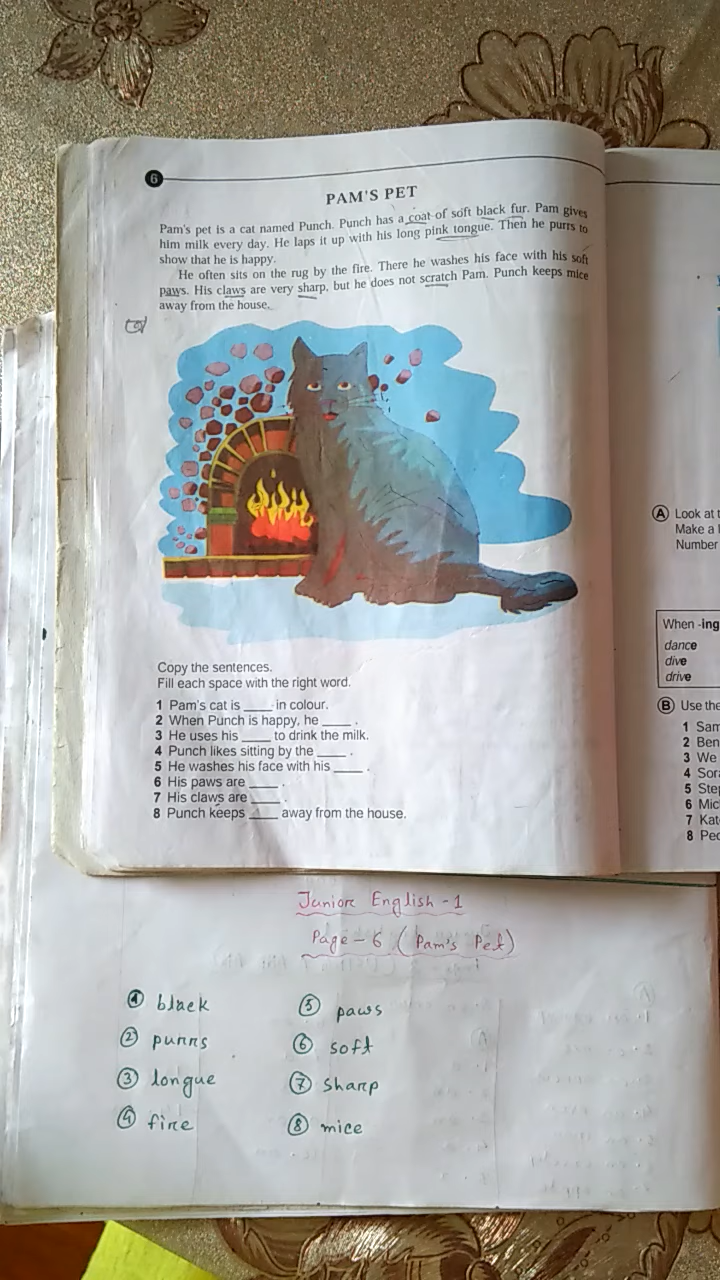 6
PAM'S PET
Pam's pet is a cat named Punch. Punch has a coat of soft black fur. Pam gives
him milk every day. He laps it up with his long pink tongue. Then he purrs to
show that he is happy.
He often sits on the rug by the fire. There he washes his face with his soft
paws. His claws are very sharp, but he does not scratch Pam. Punch keeps mice
away from the house.
Copy the sentences.
Fill each space with the right word.
1 Pam's cat is ____ in colour.
2 When Punch is happy, he ____ .
3 He uses his ____ to drink the milk.
4 Punch likes sitting by the ____ .
5 He washes his face with his ____ .
6 His paws are ____ .
7 His claws are ____ .
8 Punch keeps ____ away from the house.
A Look at t
Make a l
Number
When -ing
dance
dive
drive
B Use the
1 Sam
2 Ben
3 We
4 Sor
5 Step
6 Mic
7 Kat
8 Ped
Junior English - 1
Page - 6 ( Pam's Pet)
1 black
2 purrs
3 longue
4 fire
5 paws
6 soft
7 sharp
8 mice